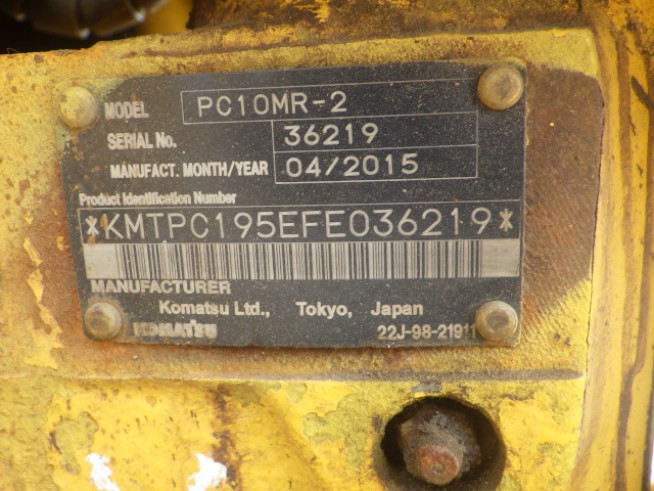 MODEL PC10MR-2
SERIAL No. 36219
MANUFACT. MONTH/YEAR 04/2015
Product Identification Number
*KMTPC195EFE036219*
MANUFACTURER
Komatsu Ltd., Tokyo, Japan
KOMATSU 22J-98-21911